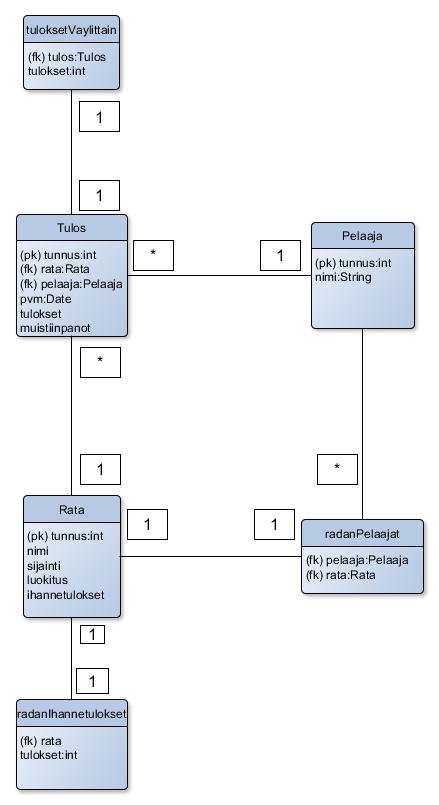 tuloksetVaylittain
(fk) tulos:Tulos
tulokset:int
1
1
Tulos
(pk) tunnus:int
(fk) rata:Rata
(fk) pelaaja:Pelaaja
pvm:Date
tulokset
muistiinpanot
*
1
Pelaaja
(pk) tunnus:int
nimi:String
*
1
*
Rata
(pk) tunnus:int
nimi
sijainti
luokitus
ihannetulokset
1
1
radanPelaajat
(fk) pelaaja:Pelaaja
(fk) rata:Rata
1
1
radanIhannetulokset
(fk) rata
tulokset:int